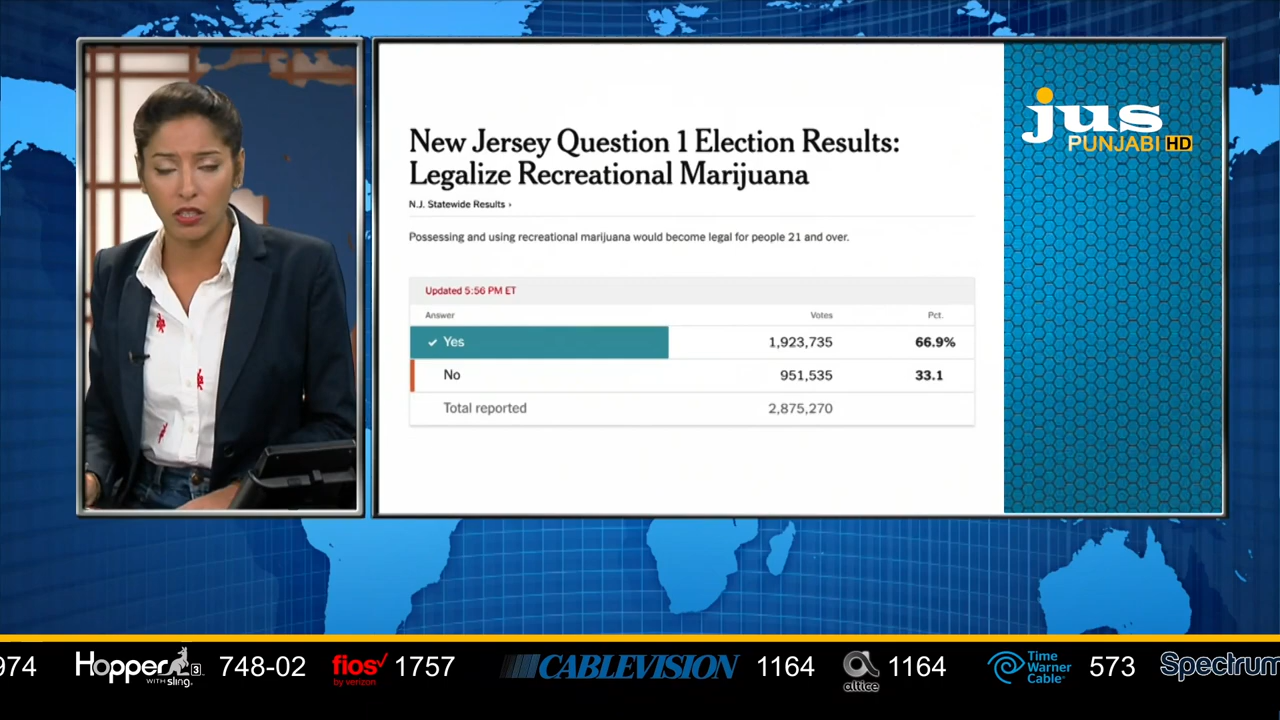 jus
PUNJABI HD
New Jersey Question 1 Election Results:
Legalize Recreational Marijuana
N.J. Statewide Results ›
Possessing and using recreational marijuana would become legal for people 21 and over.
Updated 5:56 PM ET
Answer Votes Pct.
✓ Yes 1,923,735 66.9%
No 951,535 33.1
Total reported 2,875,270
974 Hopper 3 WITH sling 748-02 fios by verizon 1757 CABLEVISION 1164 altice 1164 Time Warner Cable 573 Spectrum